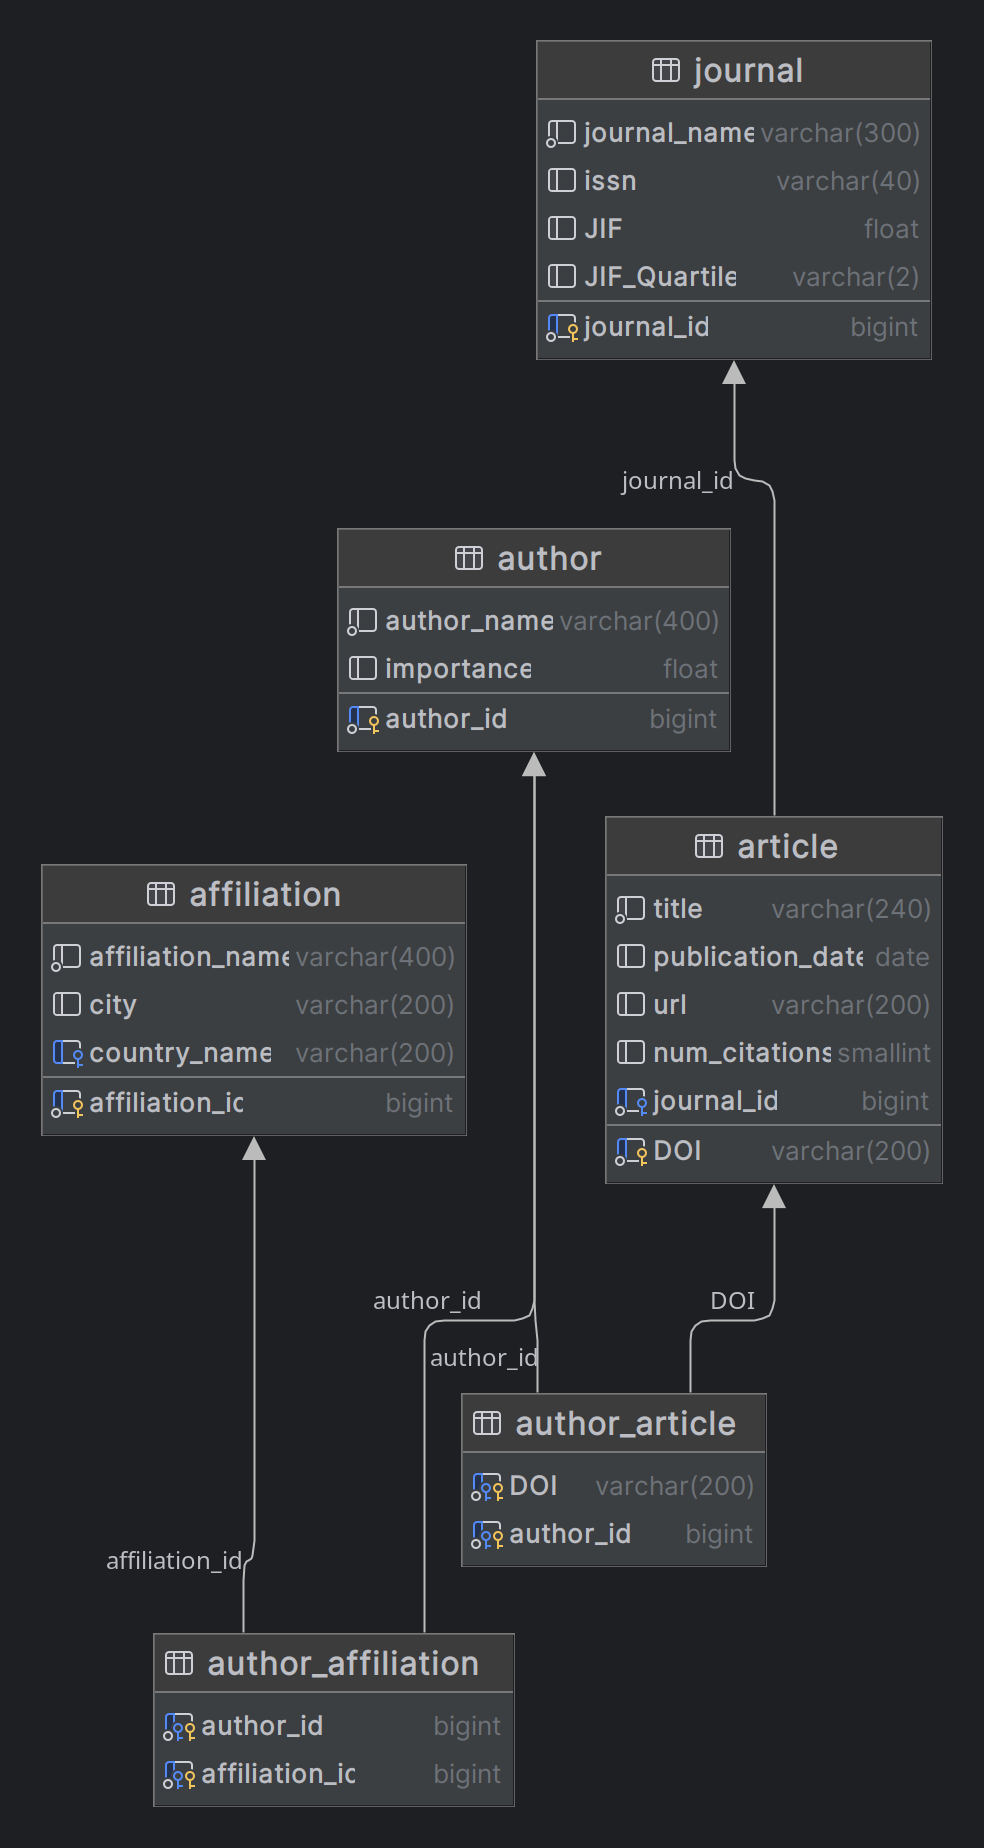 journal
journal_name varchar(300)
issn varchar(40)
JIF float
JIF_Quartile varchar(2)
journal_id bigint
journal_id
author
author_name varchar(400)
importance float
author_id bigint
article
title varchar(240)
publication_date date
url varchar(200)
num_citations smallint
journal_id bigint
DOI varchar(200)
affiliation
affiliation_name varchar(400)
city varchar(200)
country_name varchar(200)
affiliation_id bigint
author_id
DOI
author_id
author_article
DOI varchar(200)
author_id bigint
affiliation_id
author_affiliation
author_id bigint
affiliation_id bigint